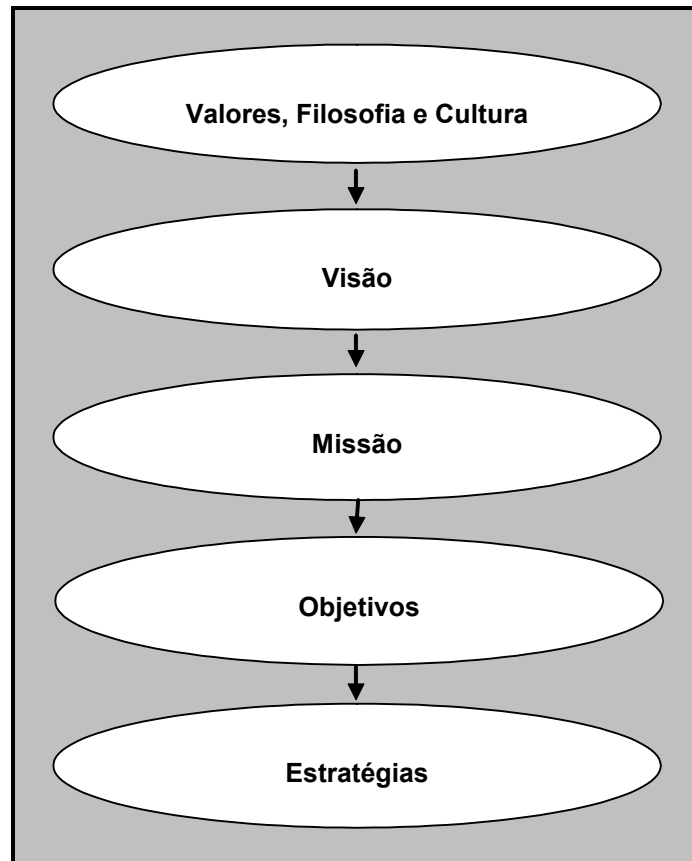 Valores, Filosofia e Cultura
Visão
Missão
Objetivos
Estratégias